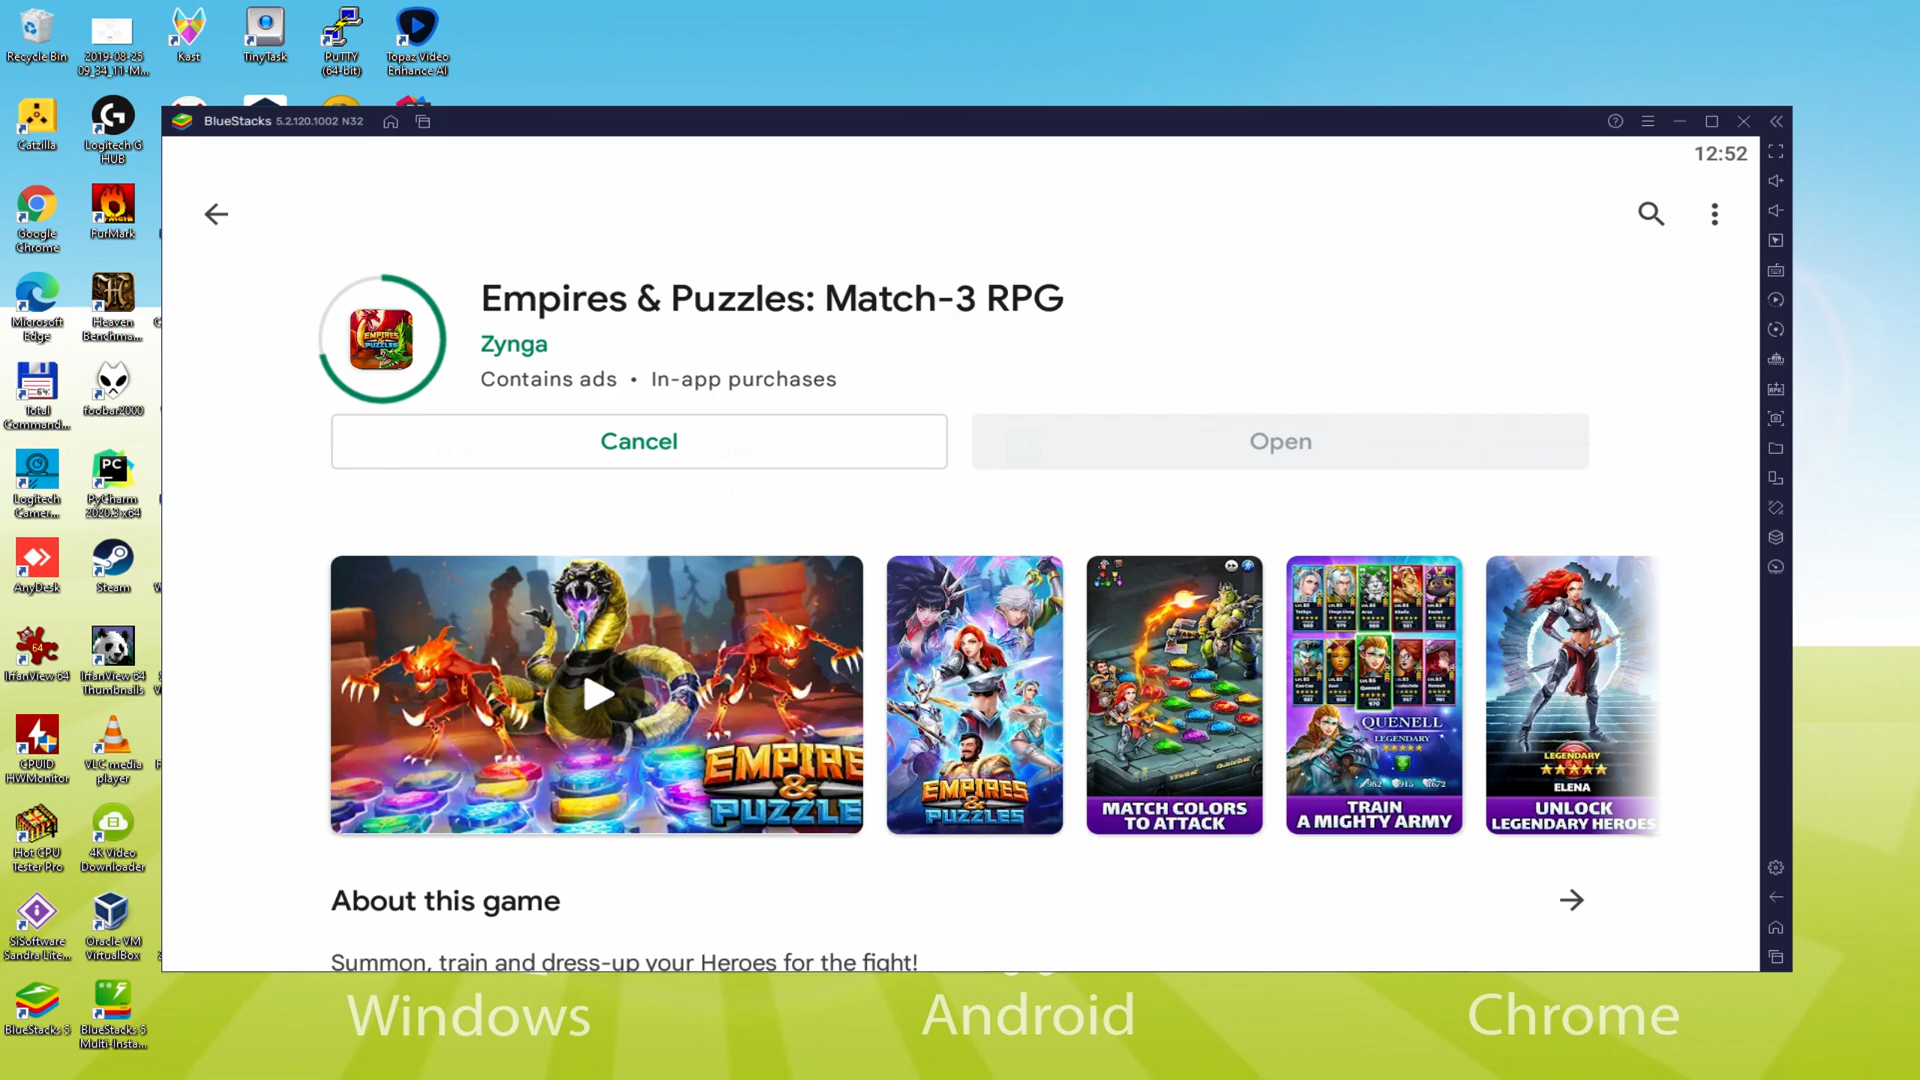 Recycle Bin
2019-08-25
09_34_11-M...
Kast
TinyTask
PuTTY
(64-bit)
Topaz Video
Enhance AI
Catzilla
Logitech G
HUB
Google
Chrome
FurMark
Microsoft
Edge
Heaven
Benchma...
Total
Command...
foobar2000
Logitech
Camer...
PyCharm
2020.3 x64
AnyDesk
Steam
IrfanView 64
IrfanView 64
Thumbnails
CPUID
HWMonitor
VLC media
player
Hot CPU
Tester Pro
4K Video
Downloader
SiSoftware
Sandra Lite...
Oracle VM
VirtualBox
BlueStacks 5
BlueStacks 5
Multi-Insta...
BlueStacks 5.2.120.1002 N32
12:52
Empires & Puzzles: Match-3 RPG
Zynga
Contains ads • In-app purchases
Cancel
Open
EMPIRE
&
PUZZLE
EMPIRES
&
PUZZLES
MATCH COLORS
TO ATTACK
QUENELL
LEGENDARY
TRAIN
A MIGHTY ARMY
LEGENDARY
ELENA
UNLOCK
LEGENDARY HEROES
About this game
Summon, train and dress-up your Heroes for the fight!
Windows
Android
Chrome